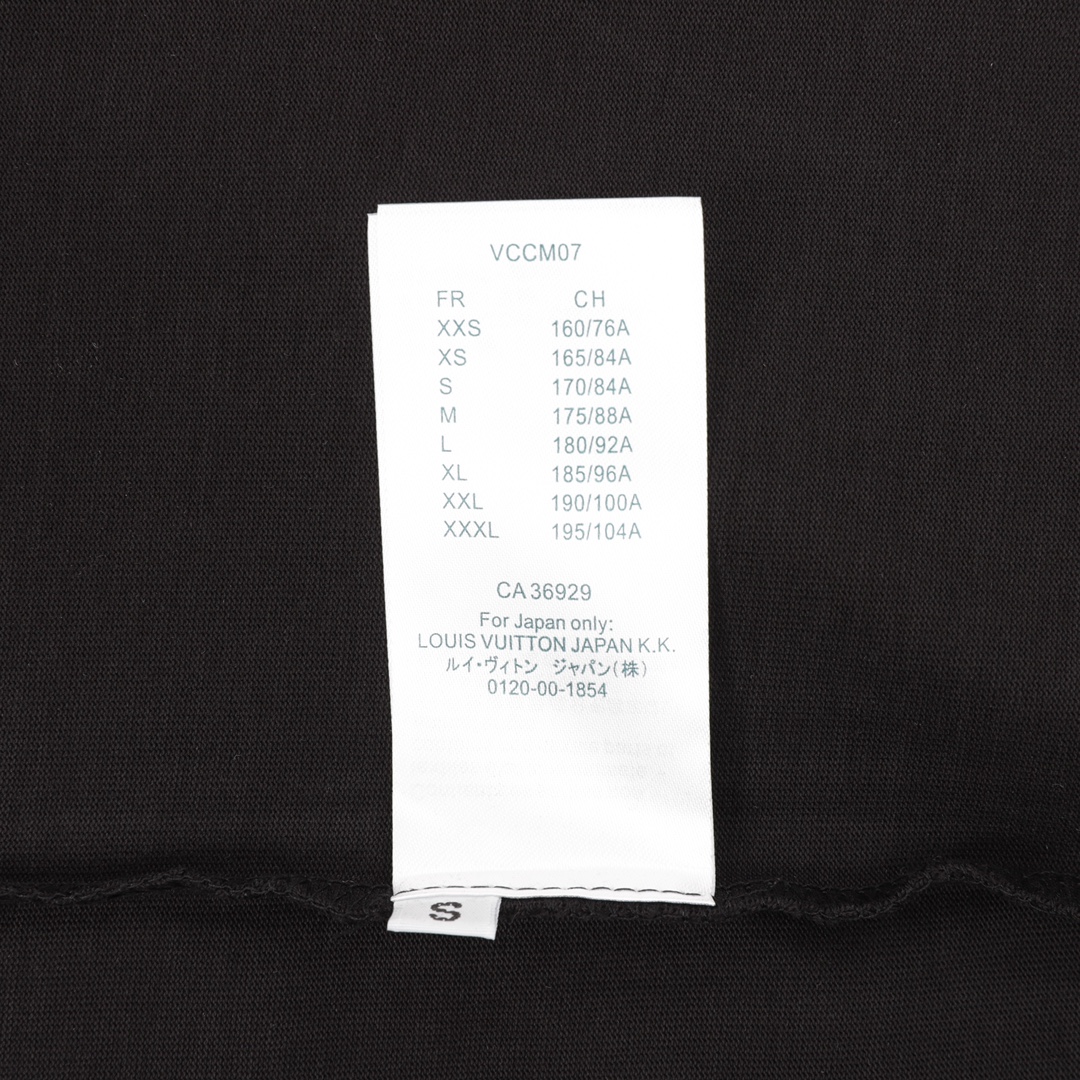 VCCM07
FR CH
XXS 160/76A
XS 165/84A
S 170/84A
M 175/88A
L 180/92A
XL 185/96A
XXL 190/100A
XXXL 195/104A
CA 36929
For Japan only:
LOUIS VUITTON JAPAN K.K.
ルイ・ヴィトン ジャパン(株)
0120-00-1854
S